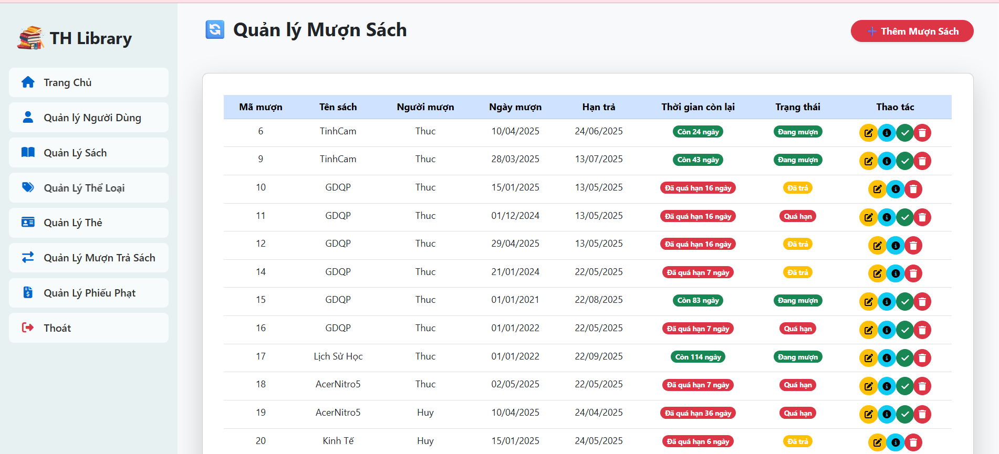 TH Library
Trang Chủ
Quản lý Người Dùng
Quản Lý Sách
Quản Lý Thể Loại
Quản Lý Thẻ
Quản Lý Mượn Trả Sách
Quản Lý Phiếu Phạt
Thoát
Quản lý Mượn Sách
Thêm Mượn Sách
Mã mượn Tên sách Người mượn Ngày mượn Hạn trả Thời gian còn lại Trạng thái Thao tác
6 TinhCam Thuc 10/04/2025 24/06/2025 Còn 24 ngày Đang mượn
9 TinhCam Thuc 28/03/2025 13/07/2025 Còn 43 ngày Đang mượn
10 GDQP Thuc 15/01/2025 13/05/2025 Đã quá hạn 16 ngày Đã trả
11 GDQP Thuc 01/12/2024 13/05/2025 Đã quá hạn 16 ngày Quá hạn
12 GDQP Thuc 29/04/2025 13/05/2025 Đã quá hạn 16 ngày Đã trả
14 GDQP Thuc 21/01/2024 22/05/2025 Đã quá hạn 7 ngày Đã trả
15 GDQP Thuc 01/01/2021 22/08/2025 Còn 83 ngày Đang mượn
16 GDQP Thuc 01/01/2022 22/05/2025 Đã quá hạn 7 ngày Quá hạn
17 Lịch Sử Học Thuc 01/01/2022 22/09/2025 Còn 114 ngày Đang mượn
18 AcerNitro5 Thuc 02/05/2025 22/05/2025 Đã quá hạn 7 ngày Quá hạn
19 AcerNitro5 Huy 10/04/2025 24/04/2025 Đã quá hạn 36 ngày Quá hạn
20 Kinh Tế Huy 15/01/2025 24/05/2025 Đã quá hạn 6 ngày Đã trả